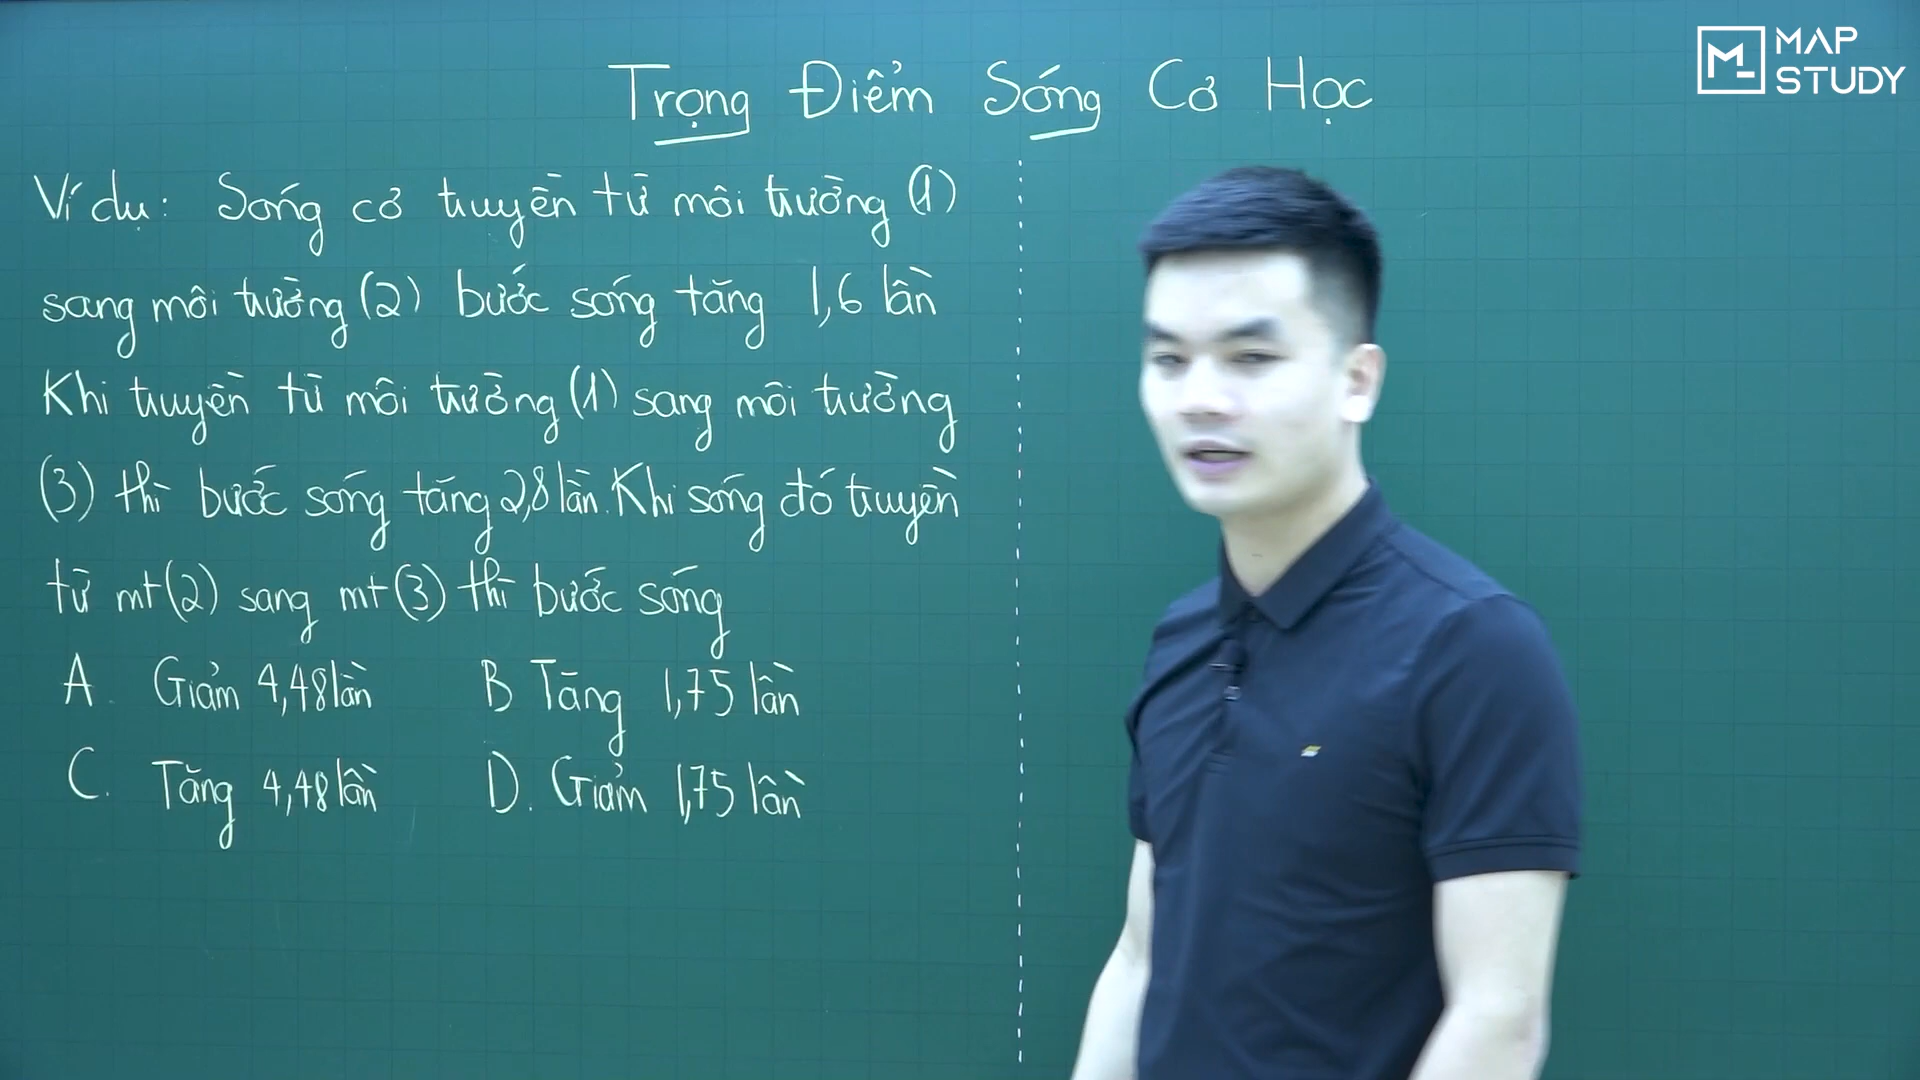 MAP
STUDY
Trọng Điểm Sóng Cơ Học
Ví dụ: Sóng cơ truyền từ môi trường (1)
sang môi trường (2) bước sóng tăng 1,6 lần
Khi truyền từ môi trường (1) sang môi trường
(3) thì bước sóng tăng 2,8 lần. Khi sóng đó truyền
từ mt (2) sang mt (3) thì bước sóng
A. Giảm 4,48 lần B Tăng 1,75 lần
C. Tăng 4,48 lần D. Giảm 1,75 lần